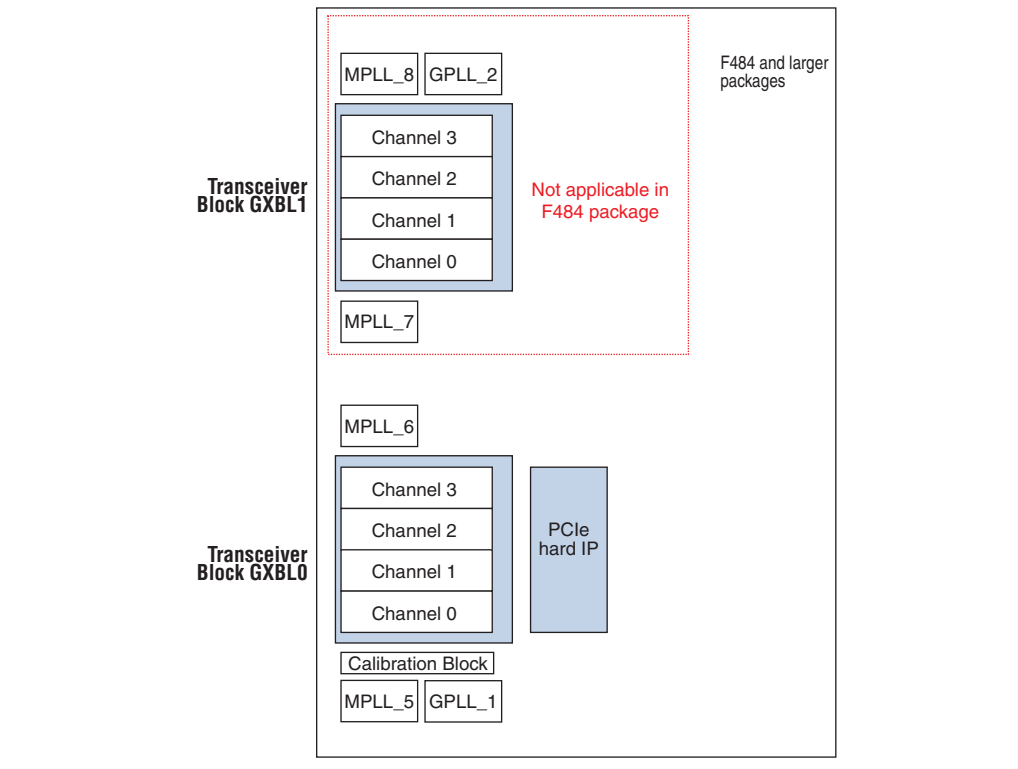 F484 and larger
packages
MPLL_8
GPLL_2
Channel 3
Channel 2
Channel 1
Channel 0
Transceiver
Block GXBL1
Not applicable in
F484 package
MPLL_7
MPLL_6
Channel 3
Channel 2
Channel 1
Channel 0
Transceiver
Block GXBL0
PCIe
hard IP
Calibration Block
MPLL_5
GPLL_1